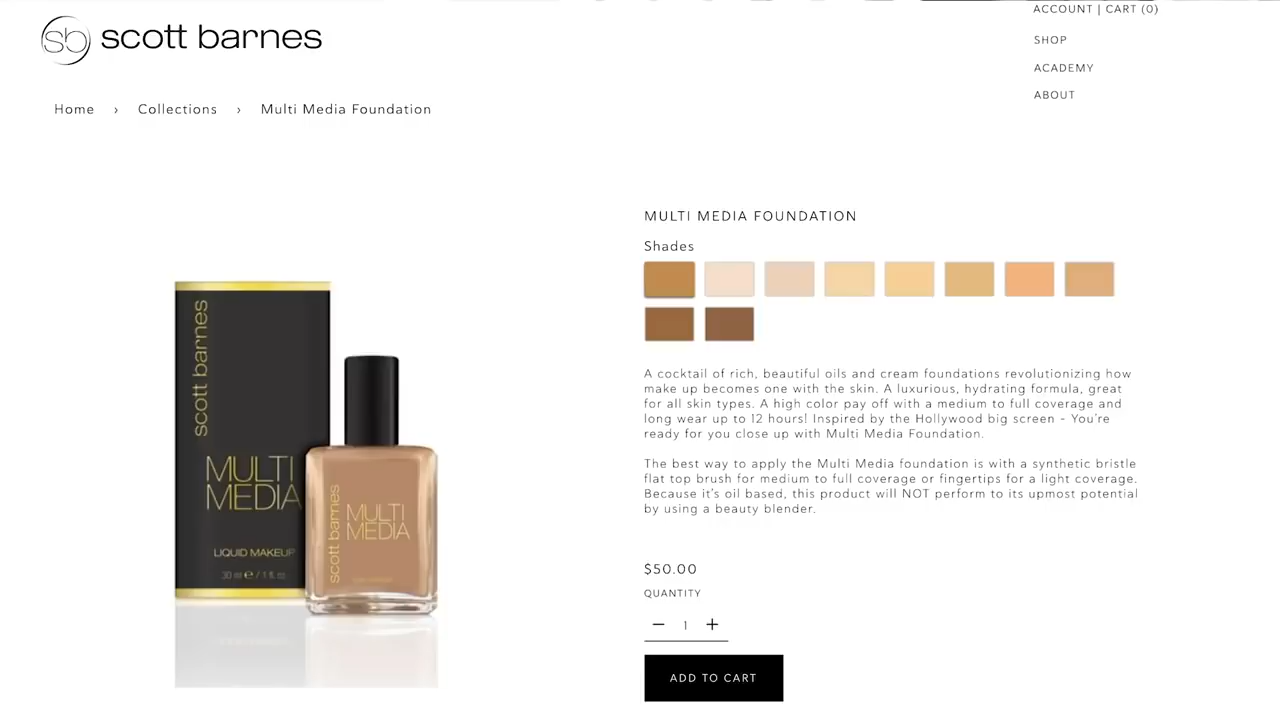 sb scott barnes
ACCOUNT | CART (0)
SHOP
ACADEMY
ABOUT
Home › Collections › Multi Media Foundation
scott barnes
MULTI
MEDIA
LIQUID MAKEUP
30 ml ℮ / 1 fl. oz
scott barnes
MULTI
MEDIA
MULTI MEDIA FOUNDATION
Shades
A cocktail of rich, beautiful oils and cream foundations revolutionizing how
make up becomes one with the skin. A luxurious, hydrating formula, great
for all skin types. A high color pay off with a medium to full coverage and
long wear up to 12 hours! Inspired by the Hollywood big screen - You're
ready for you close up with Multi Media Foundation.
The best way to apply the Multi Media foundation is with a synthetic bristle
flat top brush for medium to full coverage or fingertips for a light coverage.
Because it's oil based, this product will NOT perform to its upmost potential
by using a beauty blender.
$50.00
QUANTITY
− 1 +
ADD TO CART